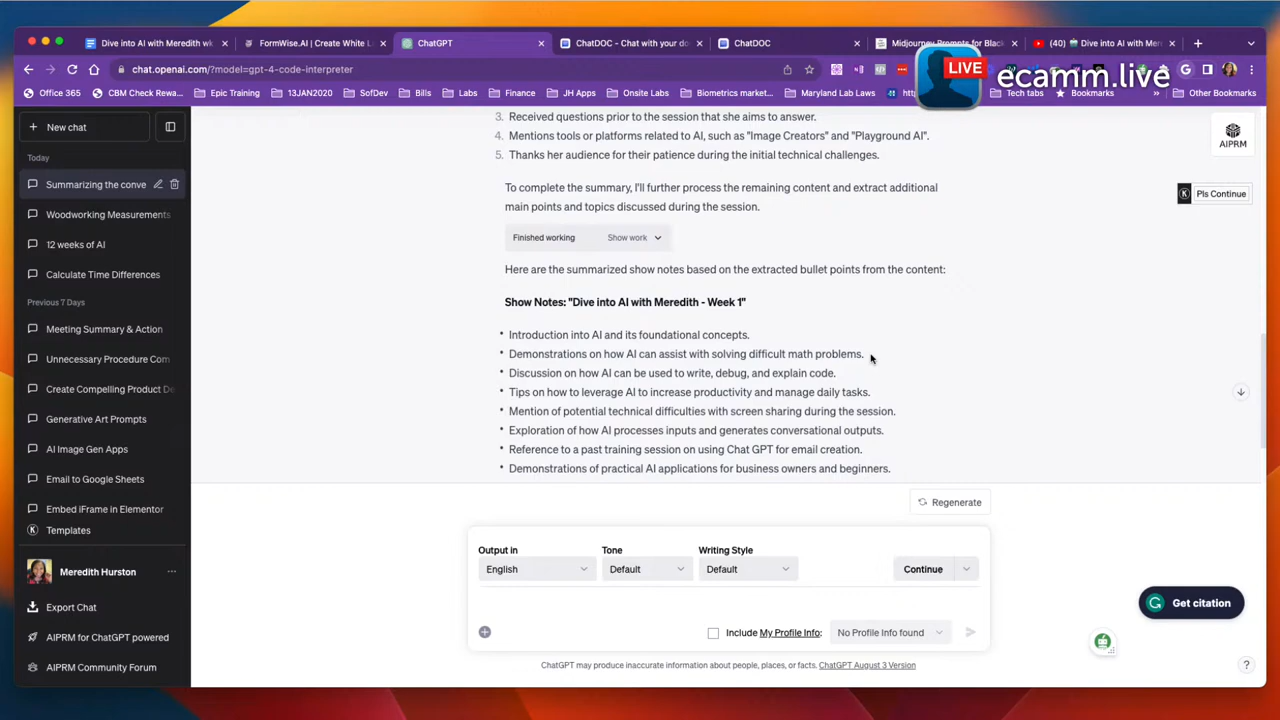 Dive into AI with Meredith wk
FormWise.AI | Create White L
ChatGPT
ChatDOC - Chat with your do
ChatDOC
Midjourney Prompts for Black
(40) Dive into AI with Mere
chat.openai.com/?model=gpt-4-code-interpreter
LIVE
ecamm.live
Office 365
CBM Check Rewa...
Epic Training
13JAN2020
SofDev
Bills
Labs
Finance
JH Apps
Onsite Labs
Biometrics market...
Maryland Lab Laws
Tech tabs
Bookmarks
Other Bookmarks
New chat
Today
Summarizing the conve
Woodworking Measurements
12 weeks of AI
Calculate Time Differences
Previous 7 Days
Meeting Summary & Action
Unnecessary Procedure Com
Create Compelling Product De
Generative Art Prompts
AI Image Gen Apps
Email to Google Sheets
Embed iFrame in Elementor
Templates
Meredith Hurston
Export Chat
AIPRM for ChatGPT powered
AIPRM Community Forum
3. Received questions prior to the session that she aims to answer.
4. Mentions tools or platforms related to AI, such as "Image Creators" and "Playground AI".
5. Thanks her audience for their patience during the initial technical challenges.
To complete the summary, I'll further process the remaining content and extract additional
main points and topics discussed during the session.
Finished working Show work
Here are the summarized show notes based on the extracted bullet points from the content:
Show Notes: "Dive into AI with Meredith - Week 1"
• Introduction into AI and its foundational concepts.
• Demonstrations on how AI can assist with solving difficult math problems.
• Discussion on how AI can be used to write, debug, and explain code.
• Tips on how to leverage AI to increase productivity and manage daily tasks.
• Mention of potential technical difficulties with screen sharing during the session.
• Exploration of how AI processes inputs and generates conversational outputs.
• Reference to a past training session on using Chat GPT for email creation.
• Demonstrations of practical AI applications for business owners and beginners.
AIPRM
K Pls Continue
Regenerate
Output in
Tone
Writing Style
English
Default
Default
Continue
Include My Profile Info:
No Profile Info found
Get citation
ChatGPT may produce inaccurate information about people, places, or facts. ChatGPT August 3 Version
?